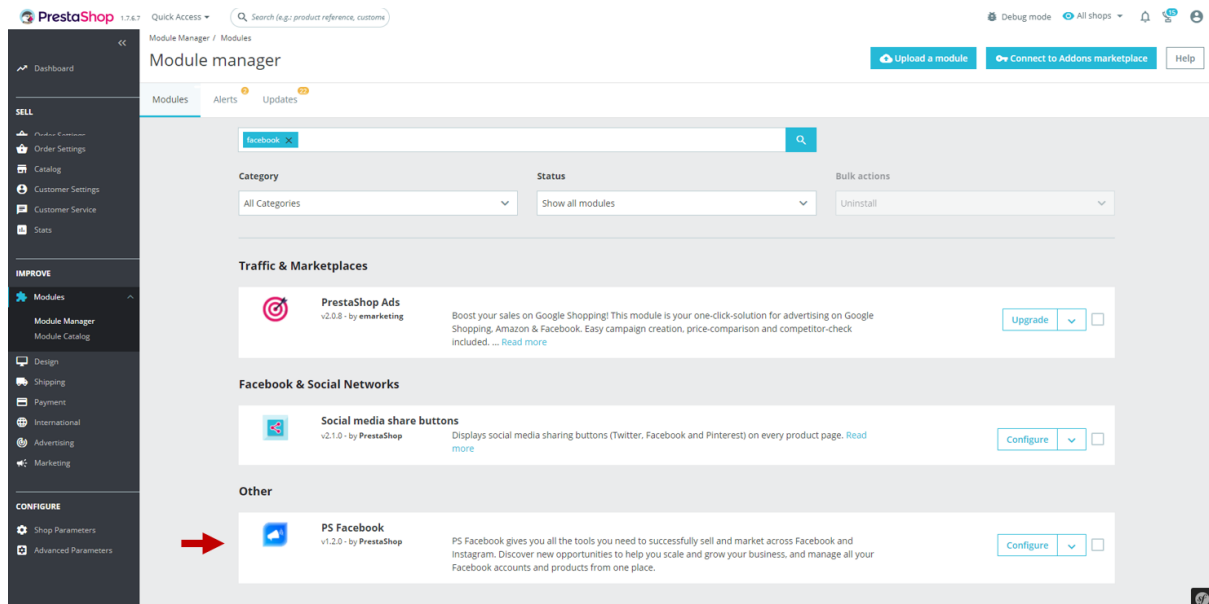 PrestaShop 1.7.6.7 Quick Access Search (e.g.: product reference, custome Debug mode All shops 15
Module Manager / Modules
Module manager
Upload a module Connect to Addons marketplace Help
Modules Alerts 2 Updates 22
Dashboard
SELL
Order Settings
Order Settings
Catalog
Customer Settings
Customer Service
Stats
IMPROVE
Modules
Module Manager
Module Catalog
Design
Shipping
Payment
International
Advertising
Marketing
CONFIGURE
Shop Parameters
Advanced Parameters
facebook
Category Status Bulk actions
All Categories Show all modules Uninstall
Traffic & Marketplaces
PrestaShop Ads
v2.0.8 - by emarketing
Boost your sales on Google Shopping! This module is your one-click-solution for advertising on Google
Shopping, Amazon & Facebook. Easy campaign creation, price-comparison and competitor-check
included. ... Read more
Upgrade
Facebook & Social Networks
Social media share buttons
v2.1.0 - by PrestaShop
Displays social media sharing buttons (Twitter, Facebook and Pinterest) on every product page. Read
more
Configure
Other
PS Facebook
v1.2.0 - by PrestaShop
PS Facebook gives you all the tools you need to successfully sell and market across Facebook and
Instagram. Discover new opportunities to help you scale and grow your business, and manage all your
Facebook accounts and products from one place.
Configure